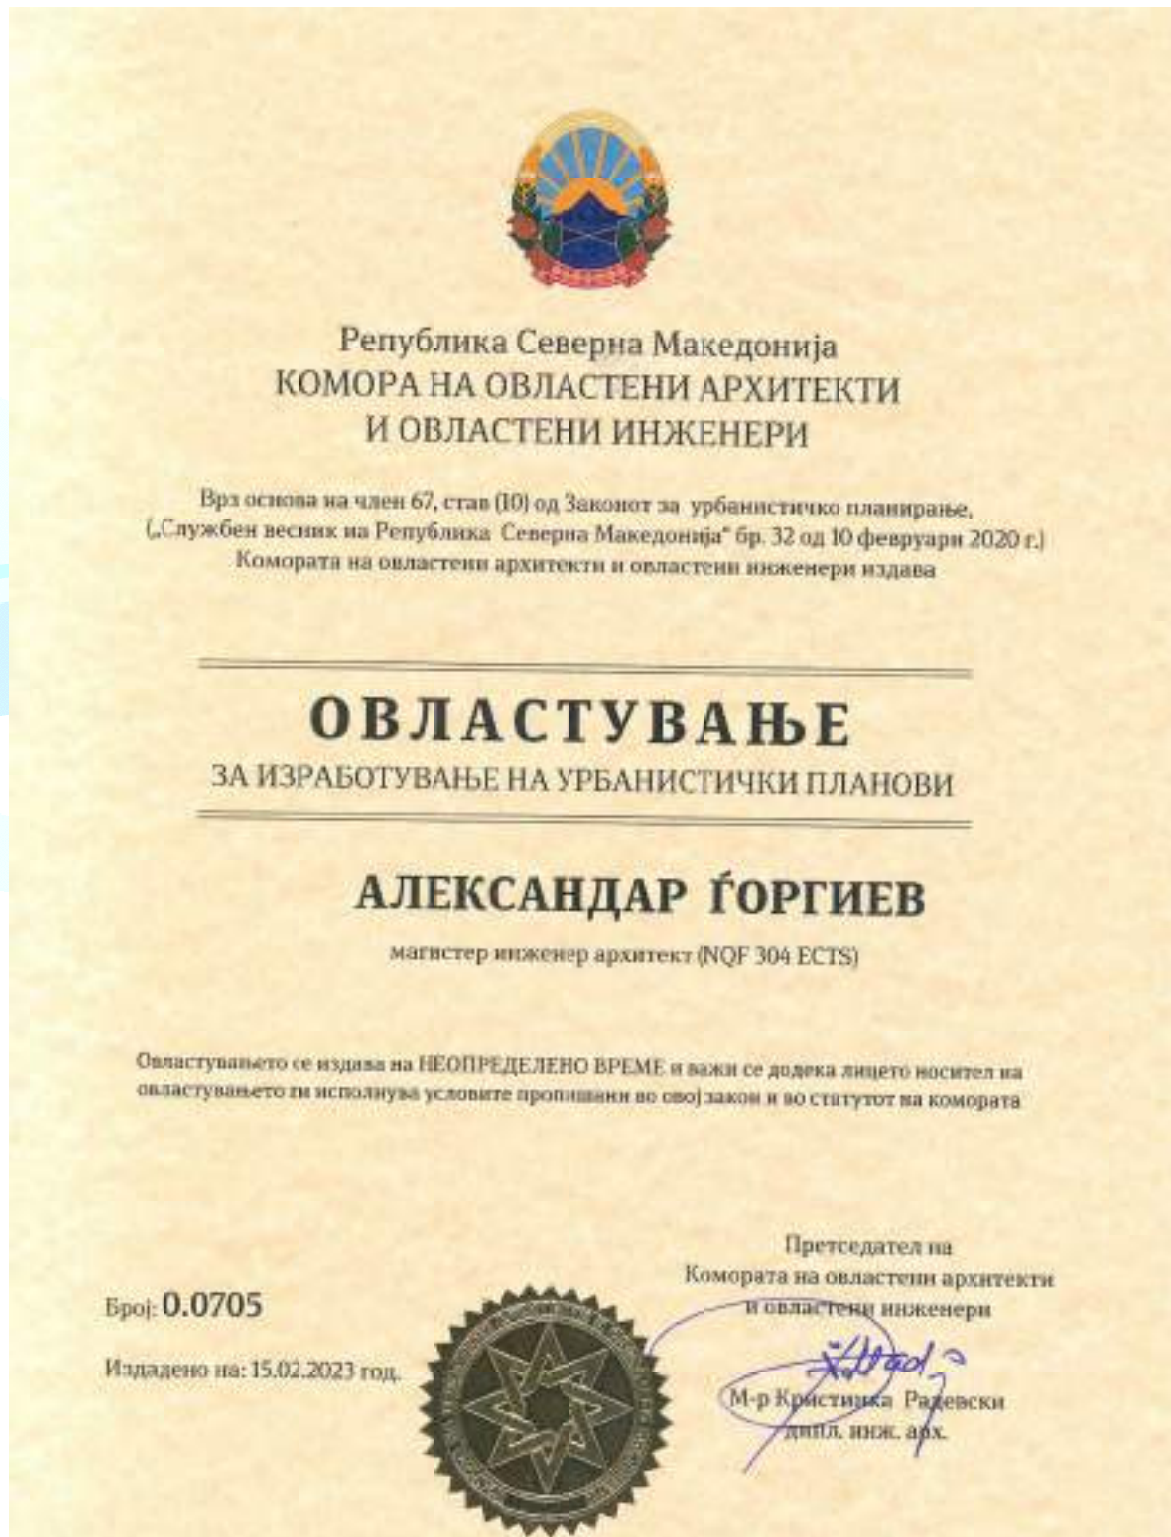 Република Северна Македонија
КОМОРА НА ОВЛАСТЕНИ АРХИТЕКТИ
И ОВЛАСТЕНИ ИНЖЕНЕРИ
Врз основа на член 67, став (10) од Законот за урбанистичко планирање,
(„Службен весник на Република Северна Македонија“ бр. 32 од 10 февруари 2020 г.)
Комората на овластени архитекти и овластени инженери издава
ОВЛАСТУВАЊЕ
ЗА ИЗРАБОТУВАЊЕ НА УРБАНИСТИЧКИ ПЛАНОВИ
АЛЕКСАНДАР ЃОРГИЕВ
магистер инженер архитект (NQF 304 ECTS)
Овластувањето се издава на НЕОПРЕДЕЛЕНО ВРЕМЕ и важи се додека лицето носител на
овластувањето ги исполнува условите пропишани во овој закон и во статутот на комората
Претседател на
Комората на овластени архитекти
и овластени инженери
Број: 0.0705
Издадено на: 15.02.2023 год.
М-р Кристинка Радевски
дипл. инж. арх.